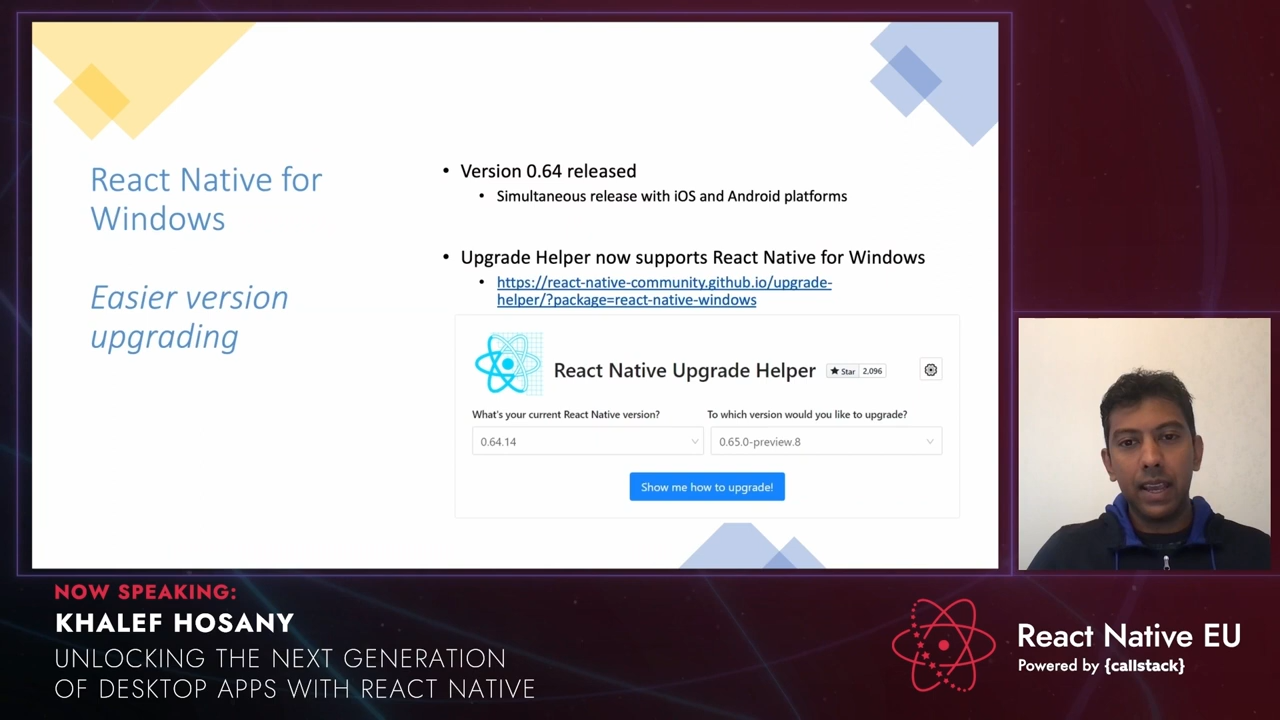 React Native for
Windows
Easier version
upgrading
• Version 0.64 released
• Simultaneous release with iOS and Android platforms
• Upgrade Helper now supports React Native for Windows
• https://react-native-community.github.io/upgrade-
helper/?package=react-native-windows
React Native Upgrade Helper
Star 2,096
What's your current React Native version?
To which version would you like to upgrade?
0.64.14
0.65.0-preview.8
Show me how to upgrade!
NOW SPEAKING:
KHALEF HOSANY
UNLOCKING THE NEXT GENERATION
OF DESKTOP APPS WITH REACT NATIVE
React Native EU
Powered by {callstack}